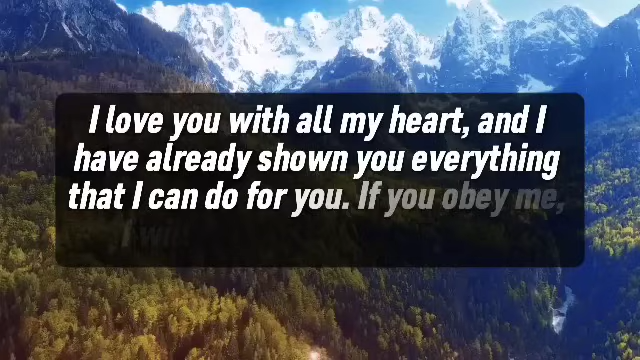 I love you with all my heart, and I
have already shown you everything
that I can do for you. If you obey me,
I will